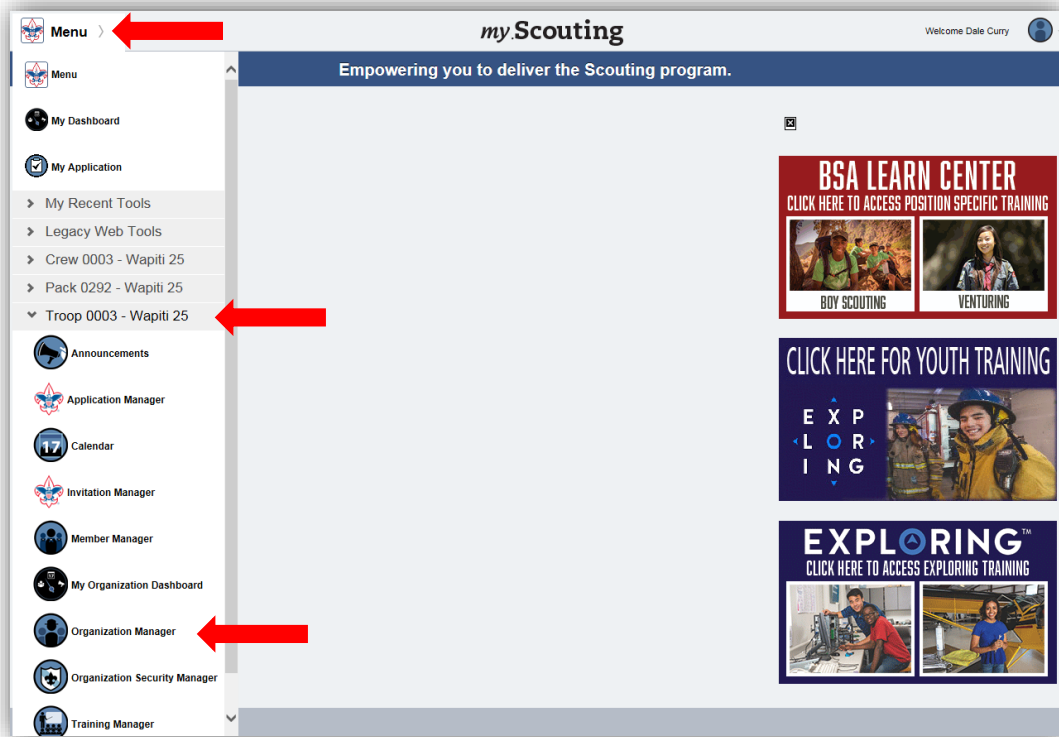 Menu
my.Scouting
Welcome Dale Curry
Menu
Empowering you to deliver the Scouting program.
My Dashboard
My Application
My Recent Tools
Legacy Web Tools
Crew 0003 - Wapiti 25
Pack 0292 - Wapiti 25
Troop 0003 - Wapiti 25
Announcements
Application Manager
17
Calendar
Invitation Manager
Member Manager
My Organization Dashboard
Organization Manager
Organization Security Manager
Training Manager
BSA LEARN CENTER
CLICK HERE TO ACCESS POSITION SPECIFIC TRAINING
BOY SCOUTING
VENTURING
CLICK HERE FOR YOUTH TRAINING
E X P
L O R
I N G
EXPLORING™
CLICK HERE TO ACCESS EXPLORING TRAINING